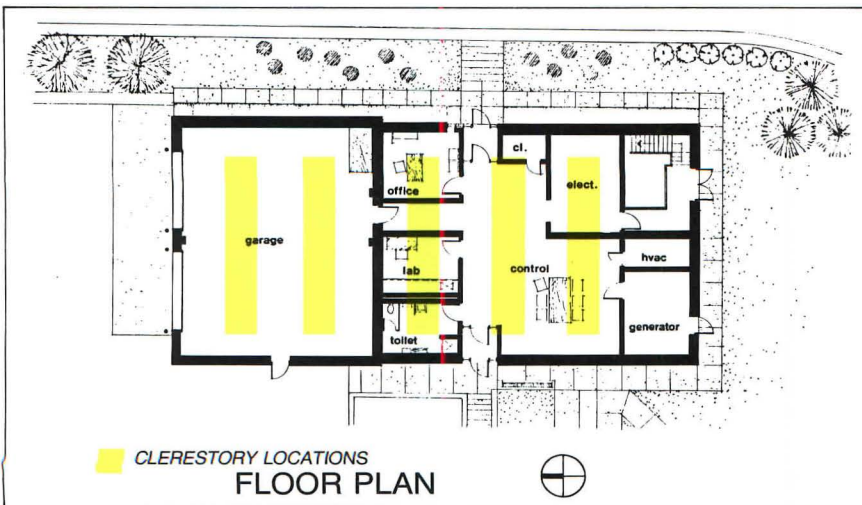 cl.
office
elect.
garage
lab
control
hvac
toilet
generator
CLERESTORY LOCATIONS
FLOOR PLAN